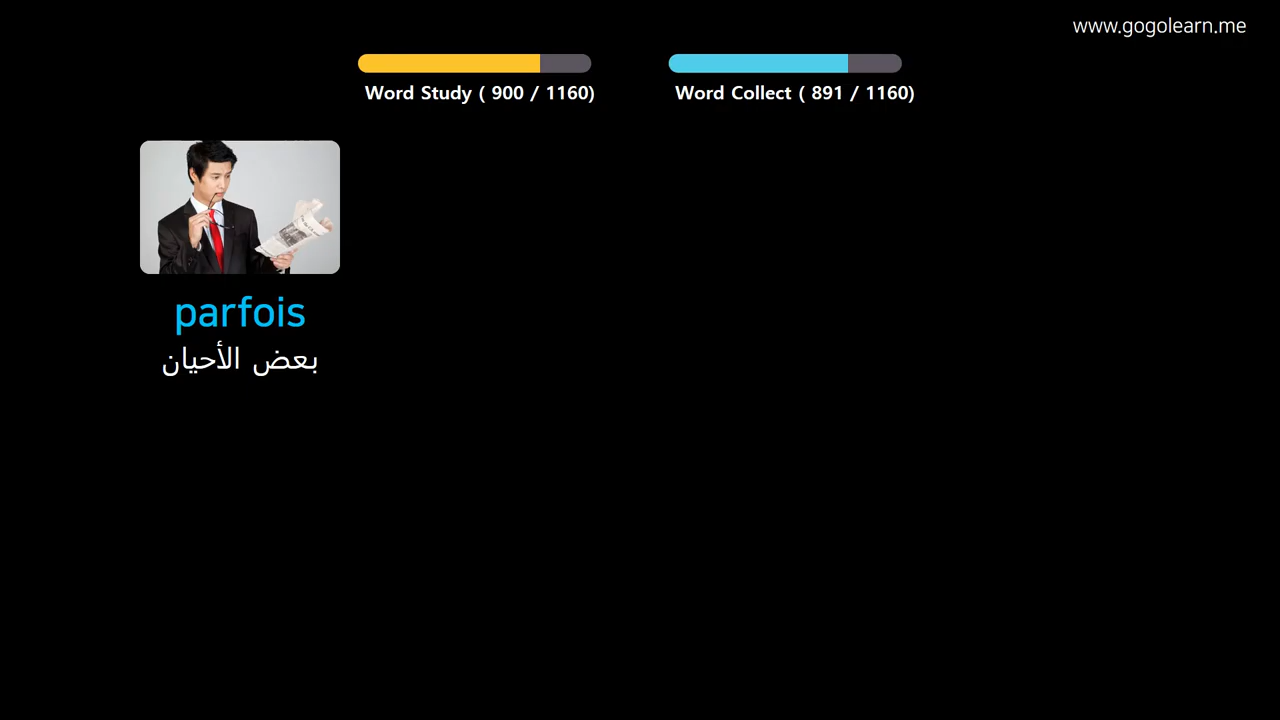 www.gogolearn.me
Word Study ( 900 / 1160)
Word Collect ( 891 / 1160)
parfois
بعض الأحيان